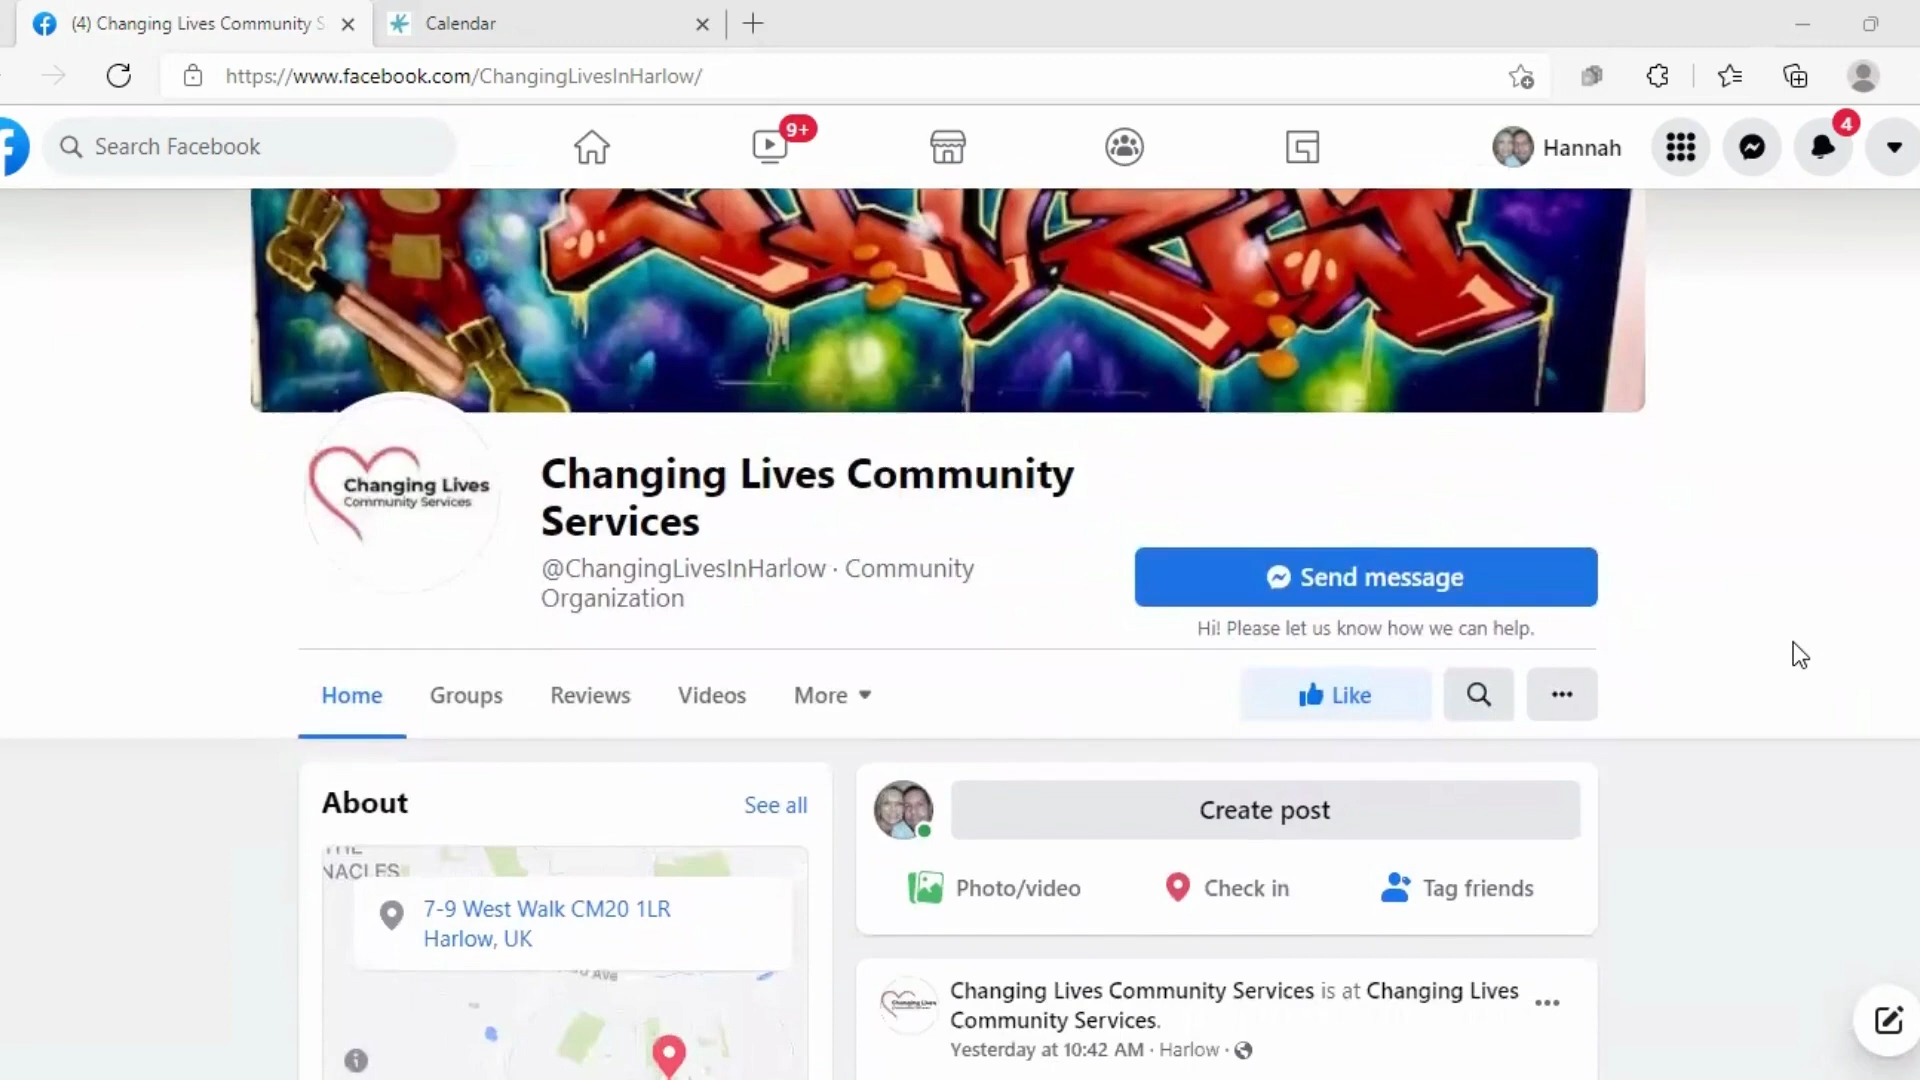 (4) Changing Lives Community S
Calendar
https://www.facebook.com/ChangingLivesInHarlow/
Search Facebook
9+
Hannah
4
Changing Lives
Community Services
Changing Lives Community
Services
@ChangingLivesInHarlow · Community
Organization
Send message
Hi! Please let us know how we can help.
Home
Groups
Reviews
Videos
More
Like
About
See all
Create post
NACLES
7-9 West Walk CM20 1LR
Harlow, UK
Photo/video
Check in
Tag friends
Changing Lives
Changing Lives Community Services is at Changing Lives
Community Services.
Yesterday at 10:42 AM · Harlow ·